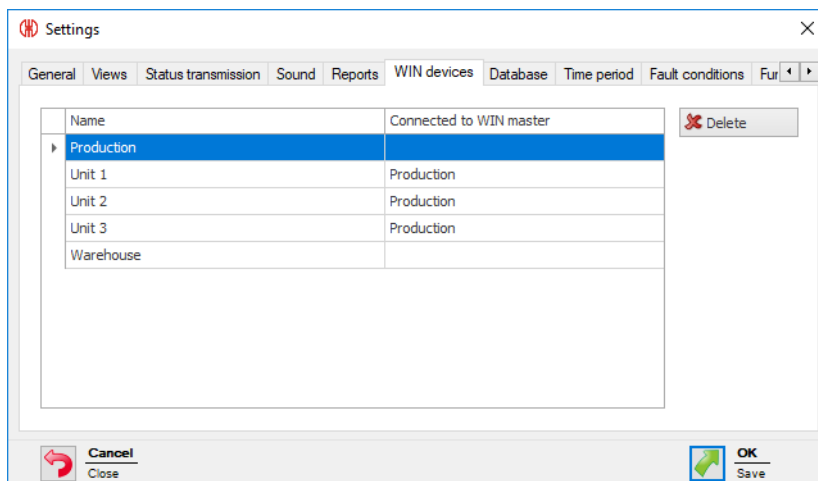 Settings
General Views Status transmission Sound Reports WIN devices Database Time period Fault conditions Fur
Name Connected to WIN master
Delete
Production
Unit 1 Production
Unit 2 Production
Unit 3 Production
Warehouse
Cancel
Close
OK
Save